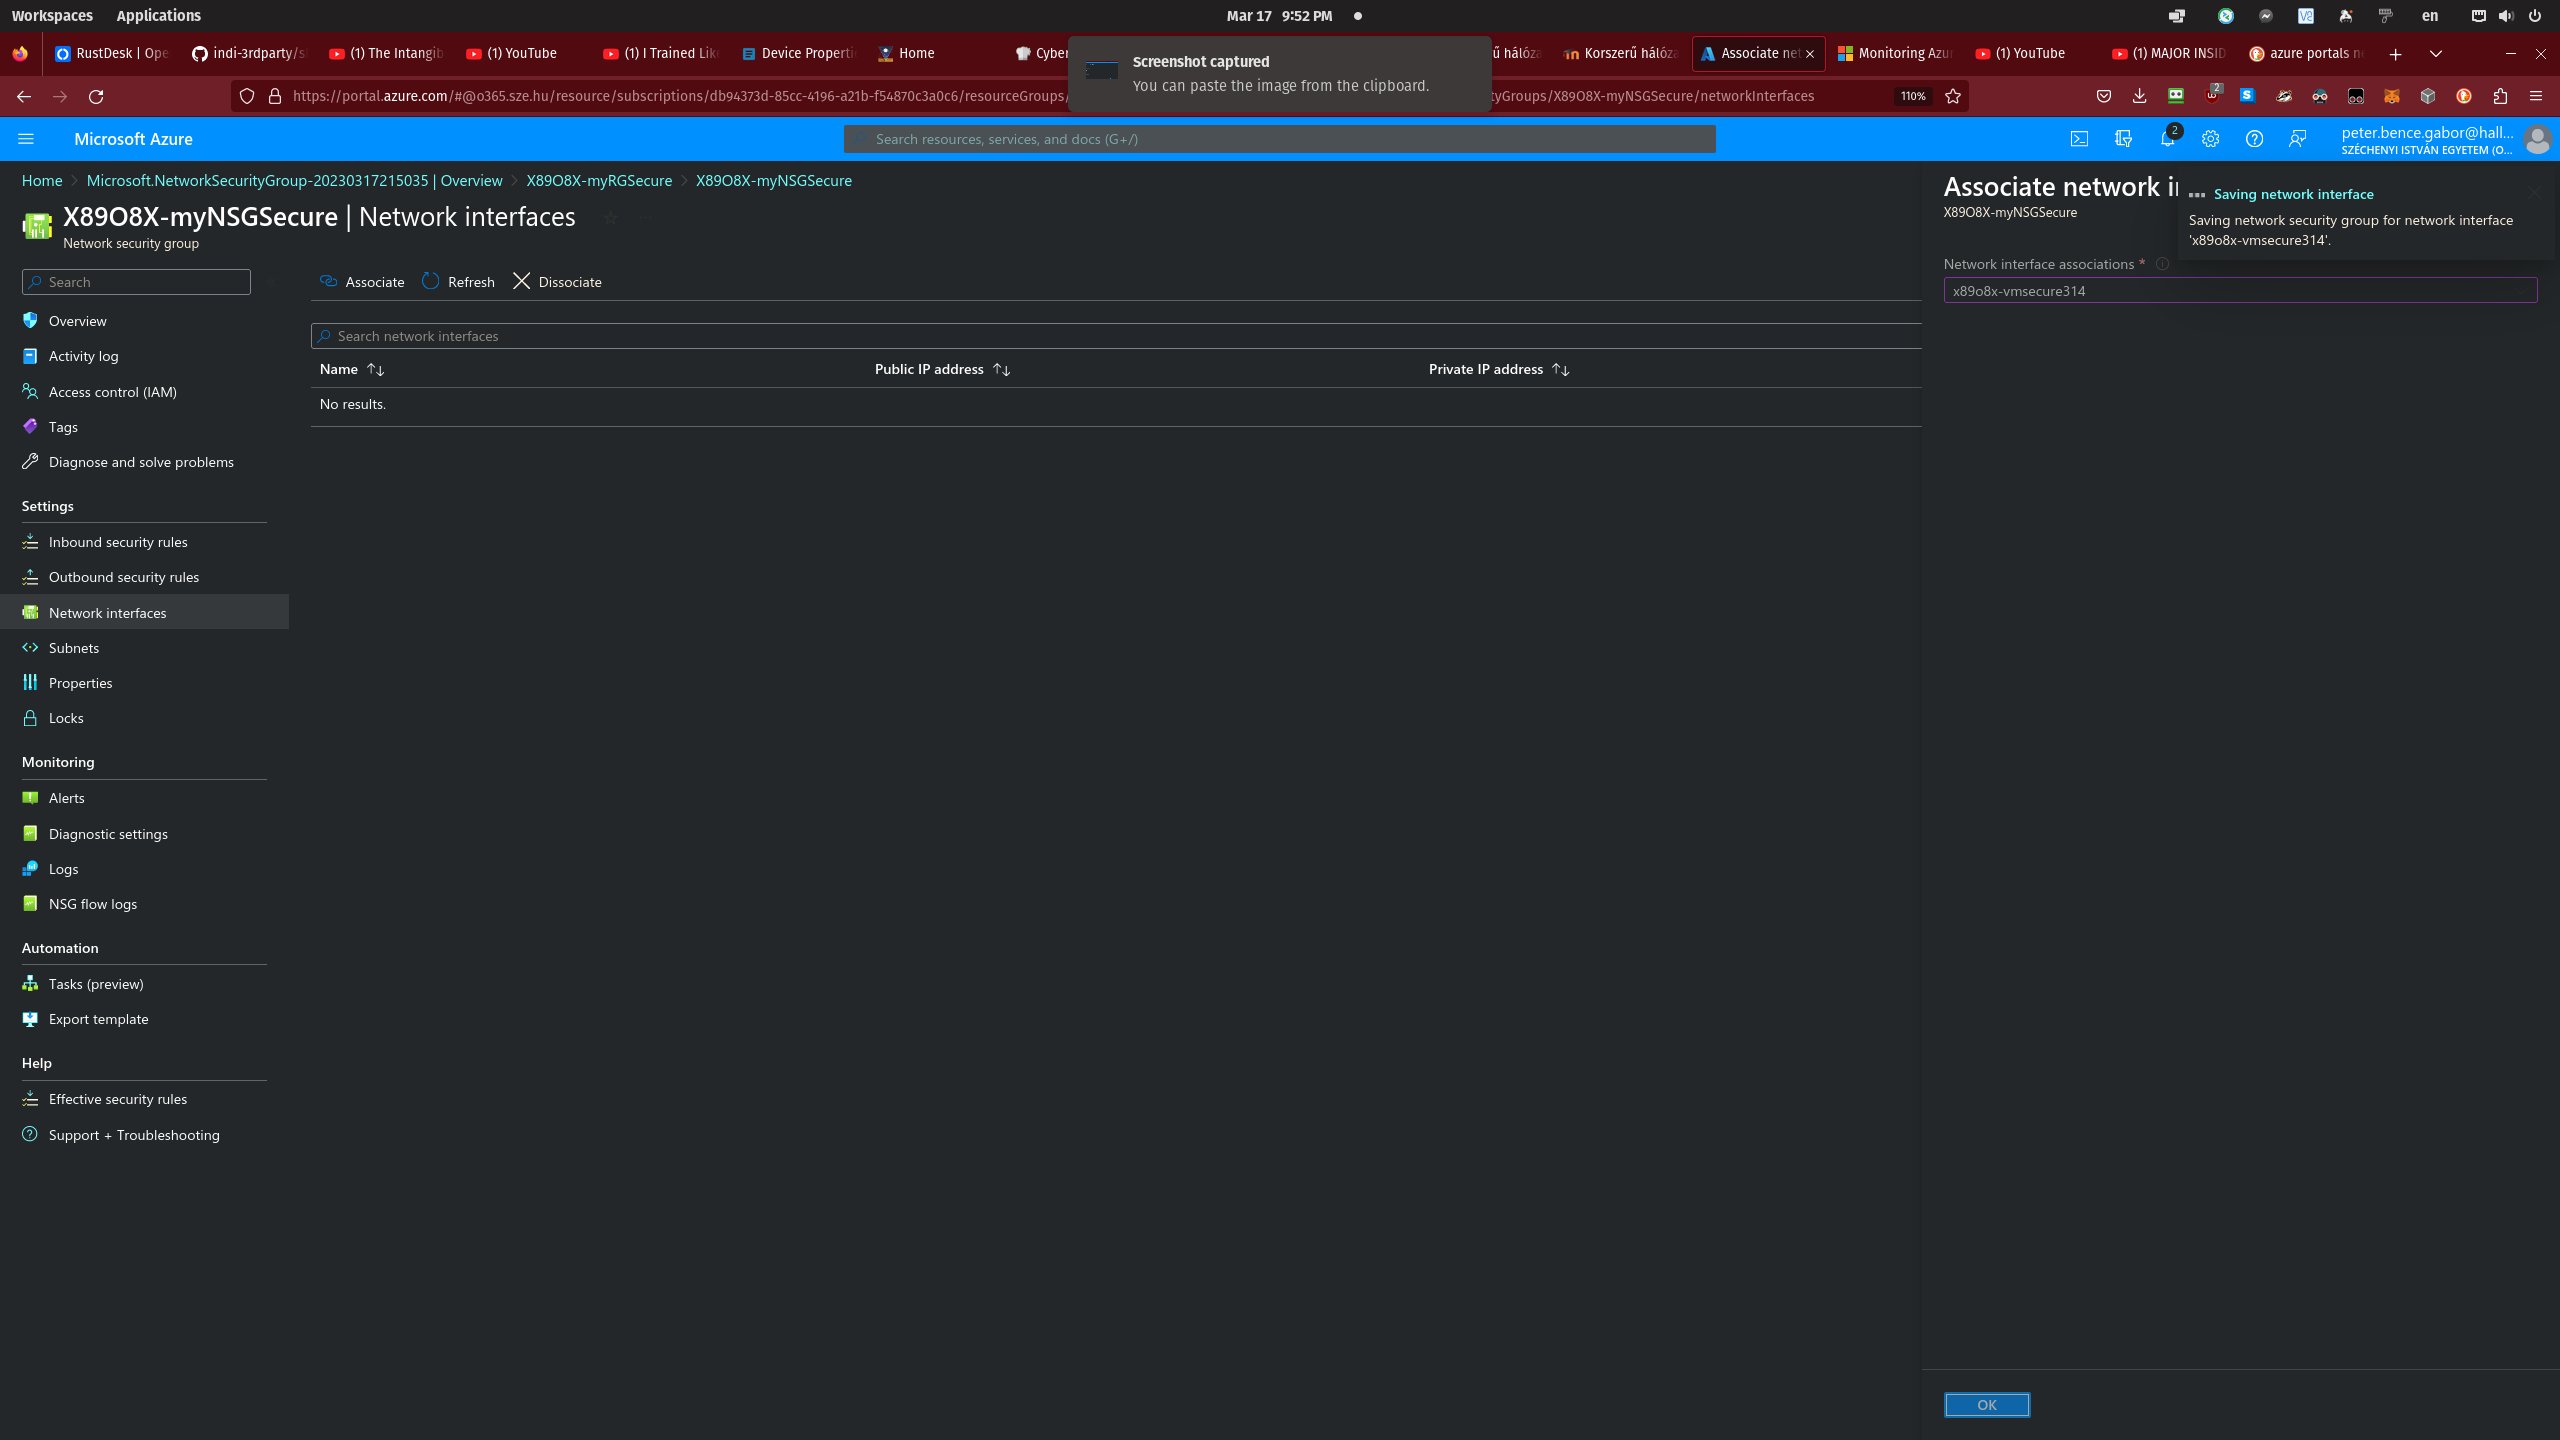 Workspaces Applications Mar 17 9:52 PM en
RustDesk | Ope
indi-3rdparty/s
(1) The Intangib
(1) YouTube
(1) I Trained Lik
Device Properti
Home
Cyber
ű hálóza
Korszerű hálóza
Associate net
Monitoring Azur
(1) YouTube
(1) MAJOR INSID
azure portals n
Screenshot captured
You can paste the image from the clipboard.
https://portal.azure.com/#@o365.sze.hu/resource/subscriptions/db94373d-85cc-4196-a21b-f54870c3a0c6/resourceGroups/
tyGroups/X89O8X-myNSGSecure/networkInterfaces
110%
2
Microsoft Azure
Search resources, services, and docs (G+/)
2
peter.bence.gabor@hall...
SZÉCHENYI ISTVÁN EGYETEM (O...
Home > Microsoft.NetworkSecurityGroup-20230317215035 | Overview > X89O8X-myRGSecure > X89O8X-myNSGSecure
X89O8X-myNSGSecure | Network interfaces
Network security group
Search
Overview
Activity log
Access control (IAM)
Tags
Diagnose and solve problems
Settings
Inbound security rules
Outbound security rules
Network interfaces
Subnets
Properties
Locks
Monitoring
Alerts
Diagnostic settings
Logs
NSG flow logs
Automation
Tasks (preview)
Export template
Help
Effective security rules
Support + Troubleshooting
Associate Refresh Dissociate
Search network interfaces
Name Public IP address Private IP address
No results.
Associate network i
X89O8X-myNSGSecure
Saving network interface
Saving network security group for network interface
'x89o8x-vmsecure314'.
Network interface associations *
x89o8x-vmsecure314
OK